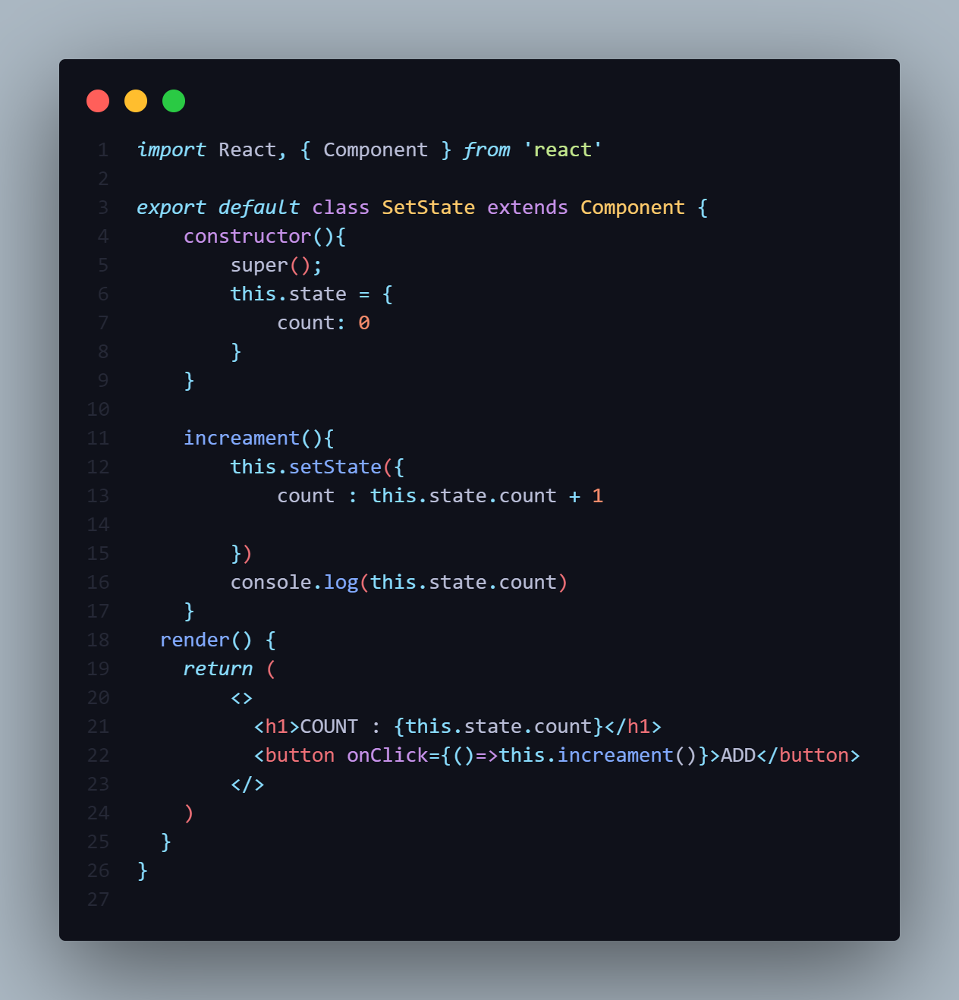 1 import React, { Component } from 'react'
2
3 export default class SetState extends Component {
4     constructor(){
5         super();
6         this.state = {
7             count: 0
8         }
9     }
10
11     increament(){
12         this.setState({
13             count : this.state.count + 1
14
15         })
16         console.log(this.state.count)
17     }
18   render() {
19     return (
20         <>
21           <h1>COUNT : {this.state.count}</h1>
22           <button onClick={()=>this.increament()}>ADD</button>
23         </>
24     )
25   }
26 }
27